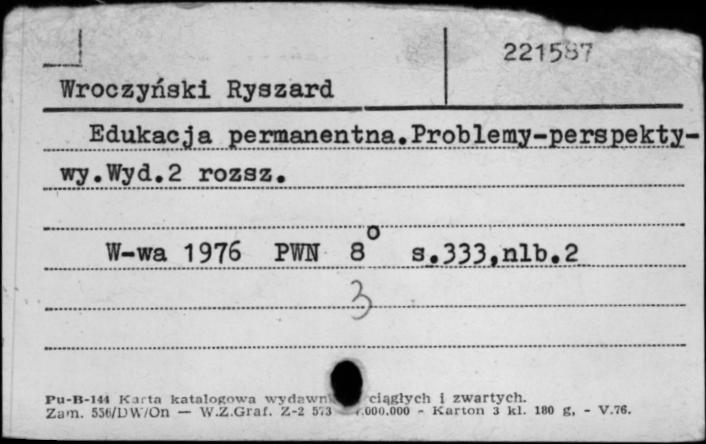 221587
Wroczyński Ryszard
Edukacja permanentna.Problemy-perspekty-
wy.Wyd.2 rozsz.
W-wa 1976 PWN 8° s.333,nlb.2
3
Pu-B-144 Karta katalogowa ciągłych i zwartych.
Zam. 556/DW/On — W.Z.Graf. Z-2 573 000.000 - Karton 3 kl. 180 g, - V.76.